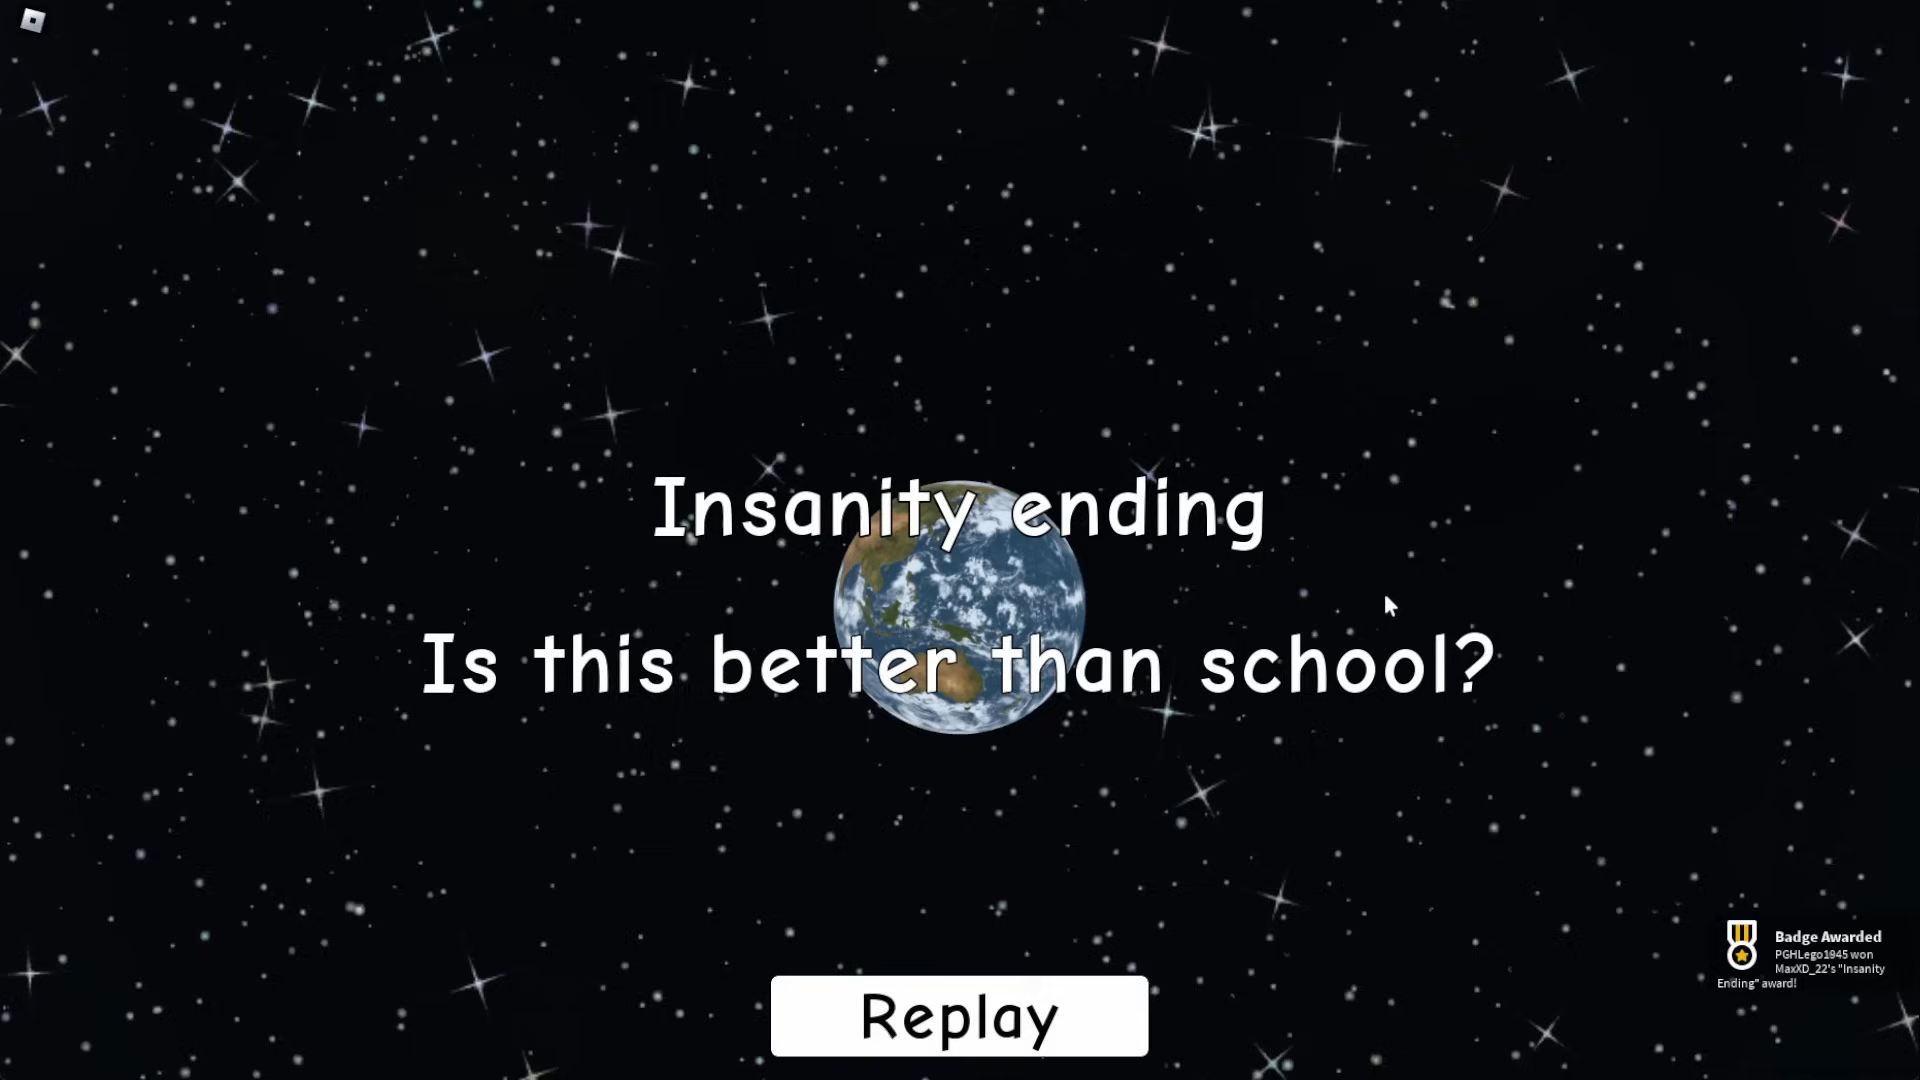 Insanity ending
Is this better than school?
Replay
Badge Awarded
PGHLego1945 won
MaxXD_22's "Insanity
Ending" award!